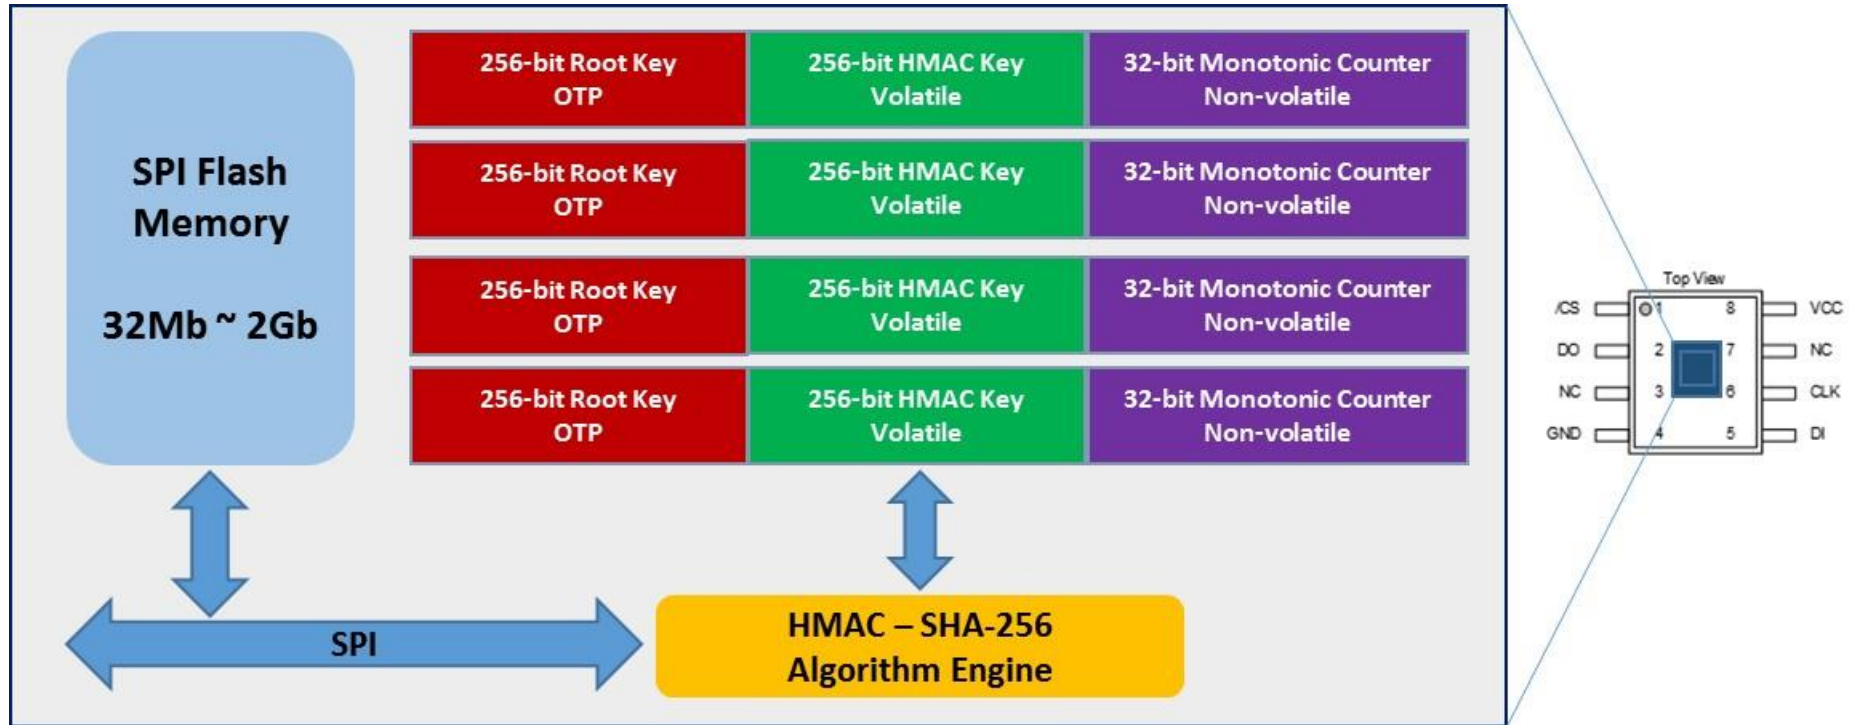 SPI Flash
Memory
32Mb ~ 2Gb
256-bit Root Key
OTP
256-bit HMAC Key
Volatile
32-bit Monotonic Counter
Non-volatile
256-bit Root Key
OTP
256-bit HMAC Key
Volatile
32-bit Monotonic Counter
Non-volatile
256-bit Root Key
OTP
256-bit HMAC Key
Volatile
32-bit Monotonic Counter
Non-volatile
256-bit Root Key
OTP
256-bit HMAC Key
Volatile
32-bit Monotonic Counter
Non-volatile
SPI
HMAC – SHA-256
Algorithm Engine
Top View
/CS 1 8 VCC
DO 2 7 NC
NC 3 6 CLK
GND 4 5 DI